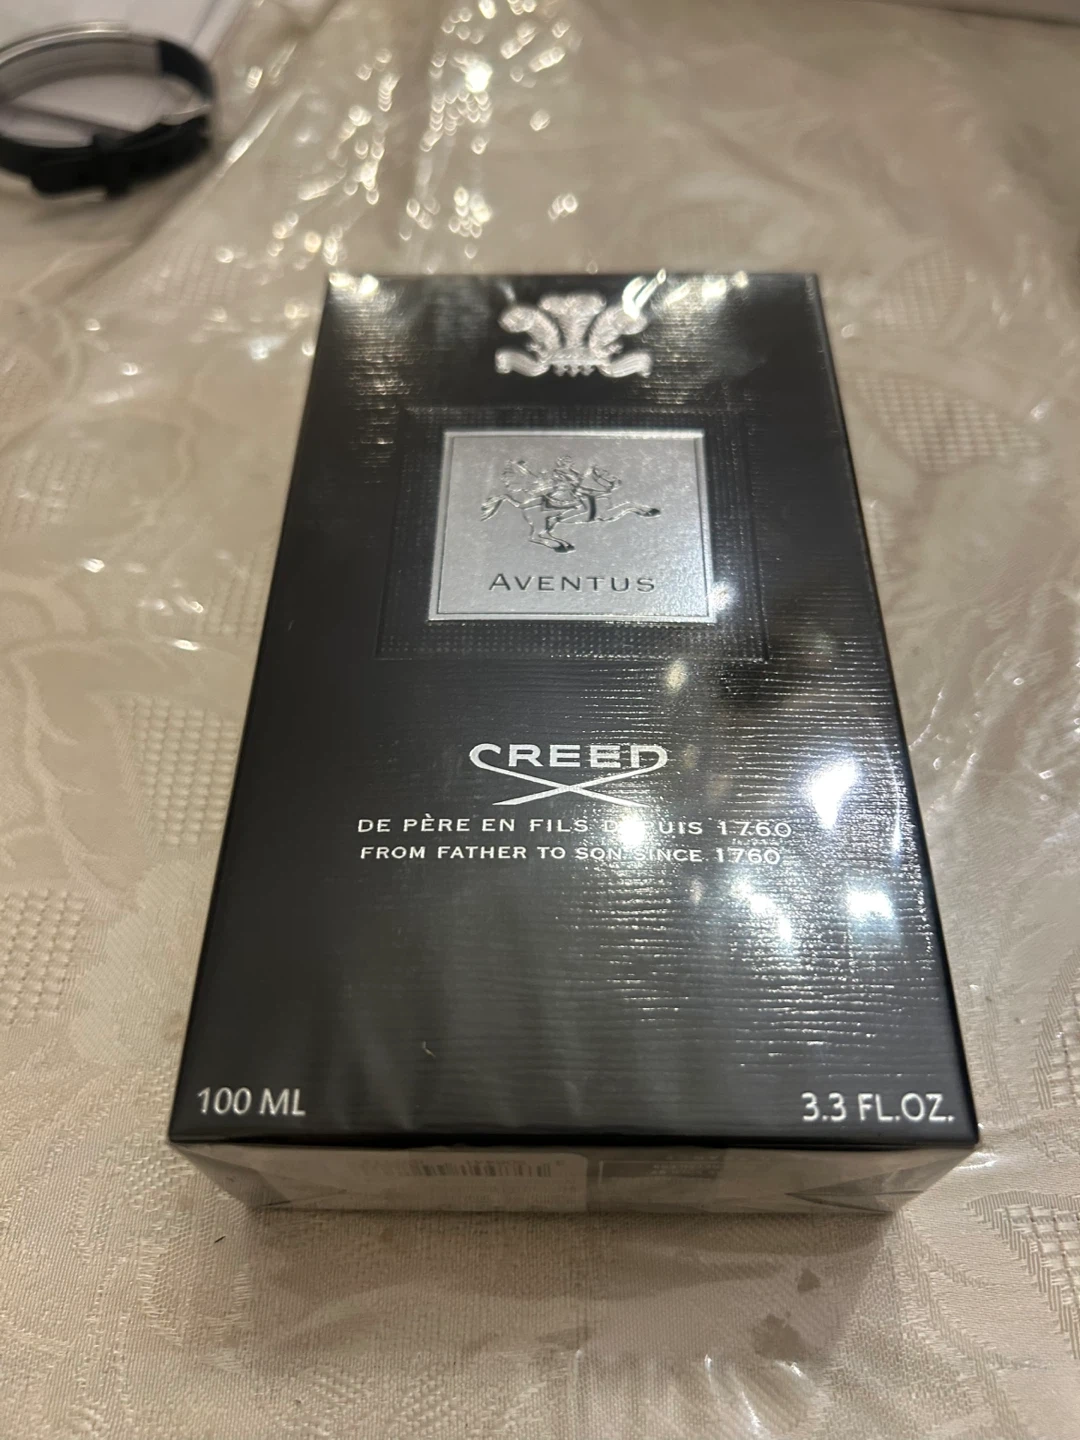 AVENTUS
CREED
DE PÈRE EN FILS DEPUIS 1760
FROM FATHER TO SON SINCE 1760
100 ML
3.3 FL.OZ.